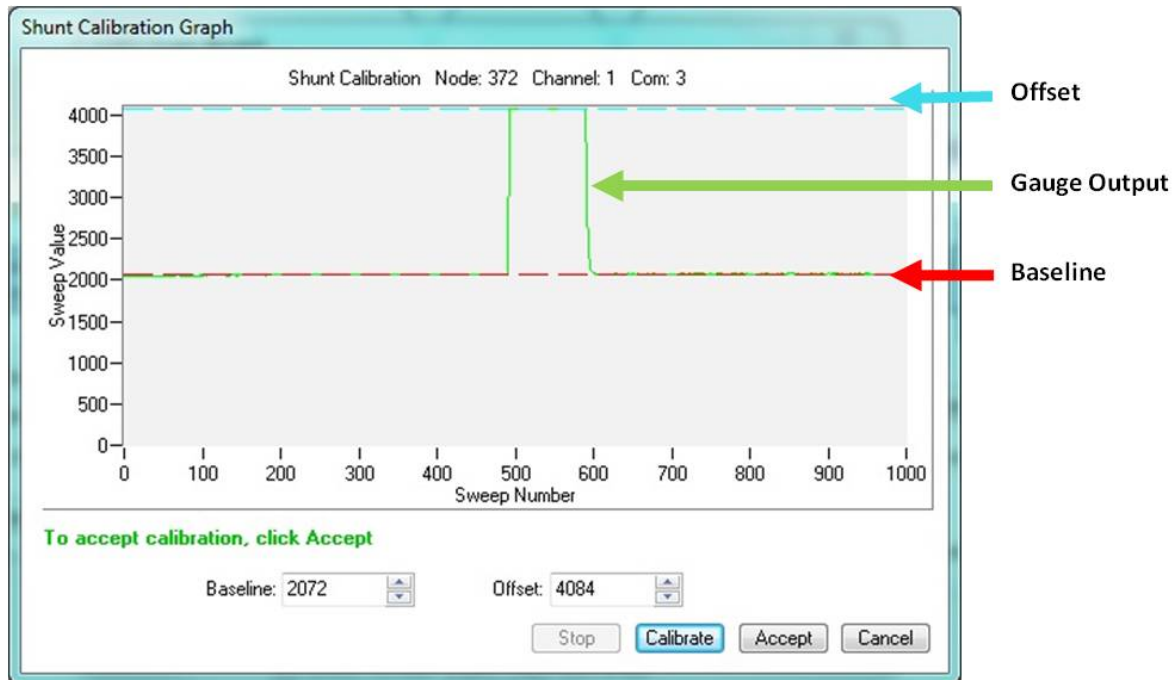 Shunt Calibration Graph
Shunt Calibration Node: 372 Channel: 1 Com: 3
Offset
Gauge Output
Baseline
4000
3500
3000
2500
2000
1500
1000
500
0
Sweep Value
0 100 200 300 400 500 600 700 800 900 1000
Sweep Number
To accept calibration, click Accept
Baseline: 2072 Offset: 4084
Stop Calibrate Accept Cancel